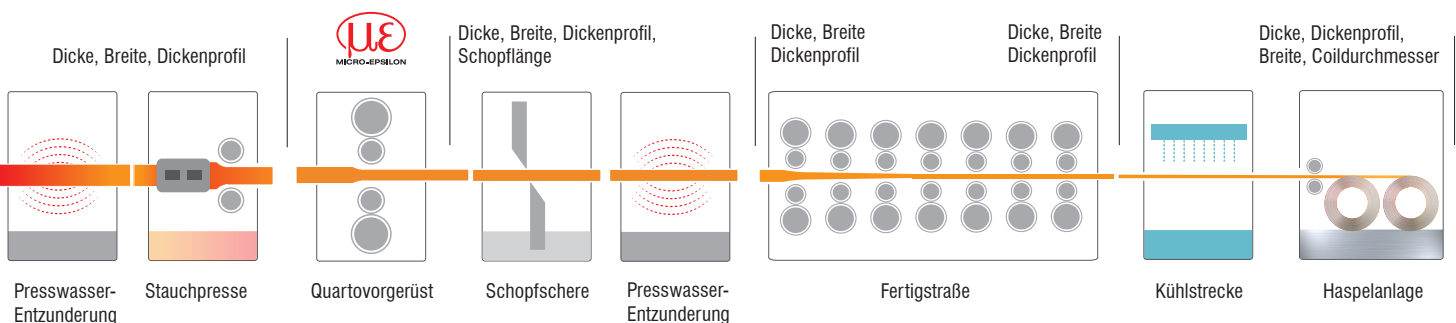 Dicke, Breite, Dickenprofil
με
MICRO-EPSILON
Dicke, Breite, Dickenprofil,
Schopflänge
Dicke, Breite
Dickenprofil
Dicke, Breite
Dickenprofil
Dicke, Dickenprofil,
Breite, Coildurchmesser
Presswasser-
Entzunderung
Stauchpresse
Quartovorgerüst
Schopfschere
Presswasser-
Entzunderung
Fertigstraße
Kühlstrecke
Haspelanlage